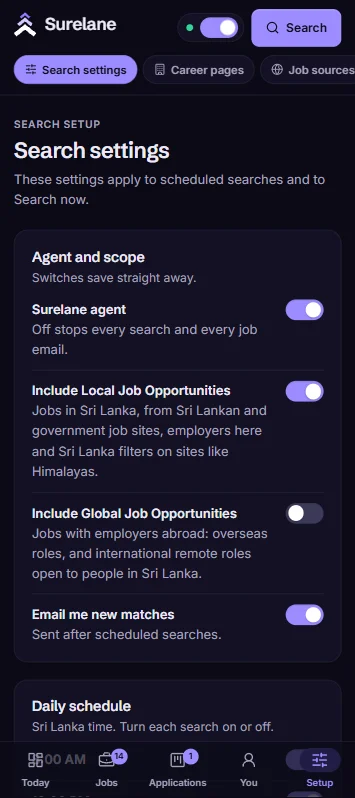 Surelane
Search
Search settings
Career pages
Job sources
SEARCH SETUP
Search settings
These settings apply to scheduled searches and to
Search now.
Agent and scope
Switches save straight away.
Surelane agent
Off stops every search and every job
email.
Include Local Job Opportunities
Jobs in Sri Lanka, from Sri Lankan and
government job sites, employers here
and Sri Lanka filters on sites like
Himalayas.
Include Global Job Opportunities
Jobs with employers abroad: overseas
roles, and international remote roles
open to people in Sri Lanka.
Email me new matches
Sent after scheduled searches.
Daily schedule
Sri Lanka time. Turn each search on or off.
00 AM
14
1
Today
Jobs
Applications
You
Setup